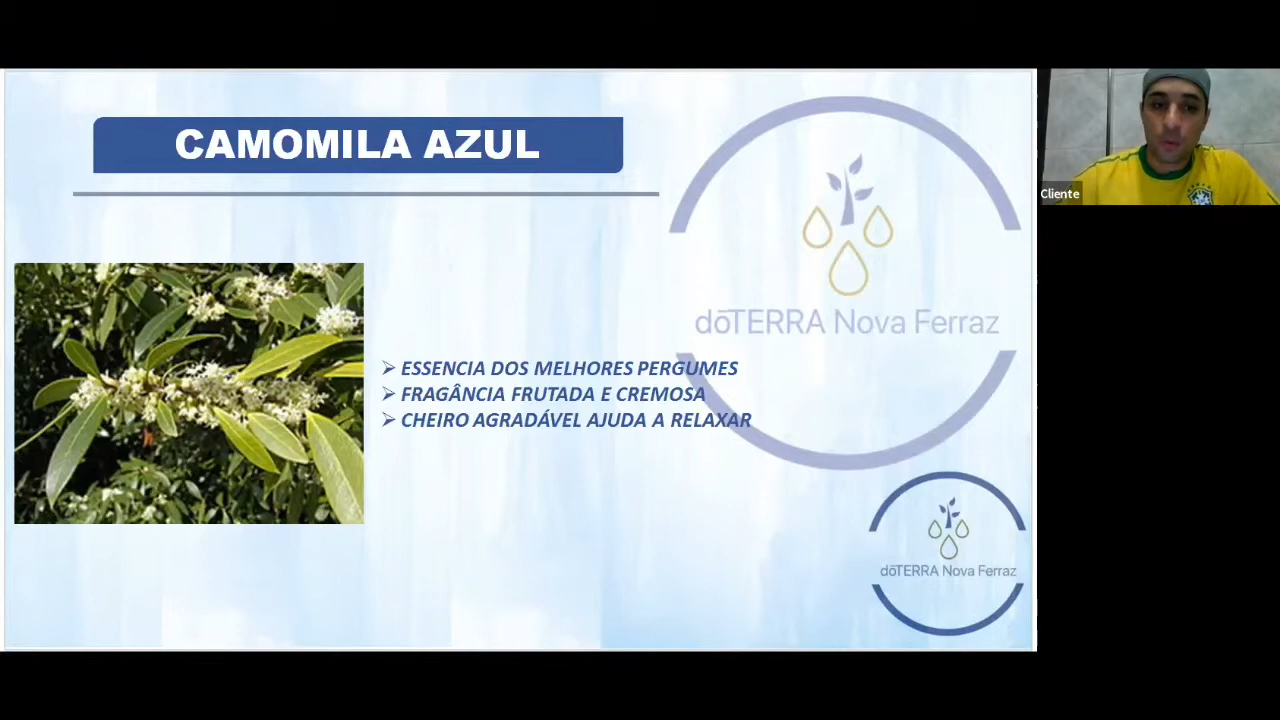 CAMOMILA AZUL
dōTERRA Nova Ferraz
ESSENCIA DOS MELHORES PERGUMES
FRAGÂNCIA FRUTADA E CREMOSA
CHEIRO AGRADÁVEL AJUDA A RELAXAR
dōTERRA Nova Ferraz
Cliente